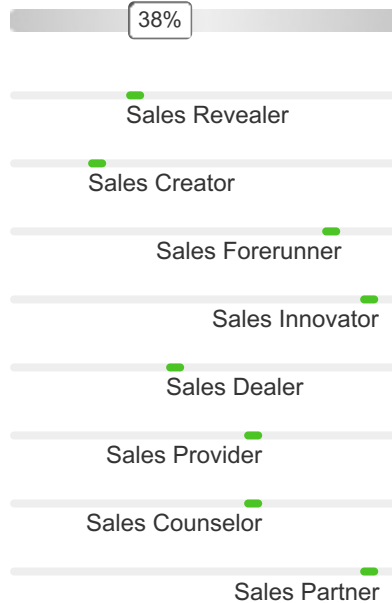 38%
Sales Revealer
Sales Creator
Sales Forerunner
Sales Innovator
Sales Dealer
Sales Provider
Sales Counselor
Sales Partner